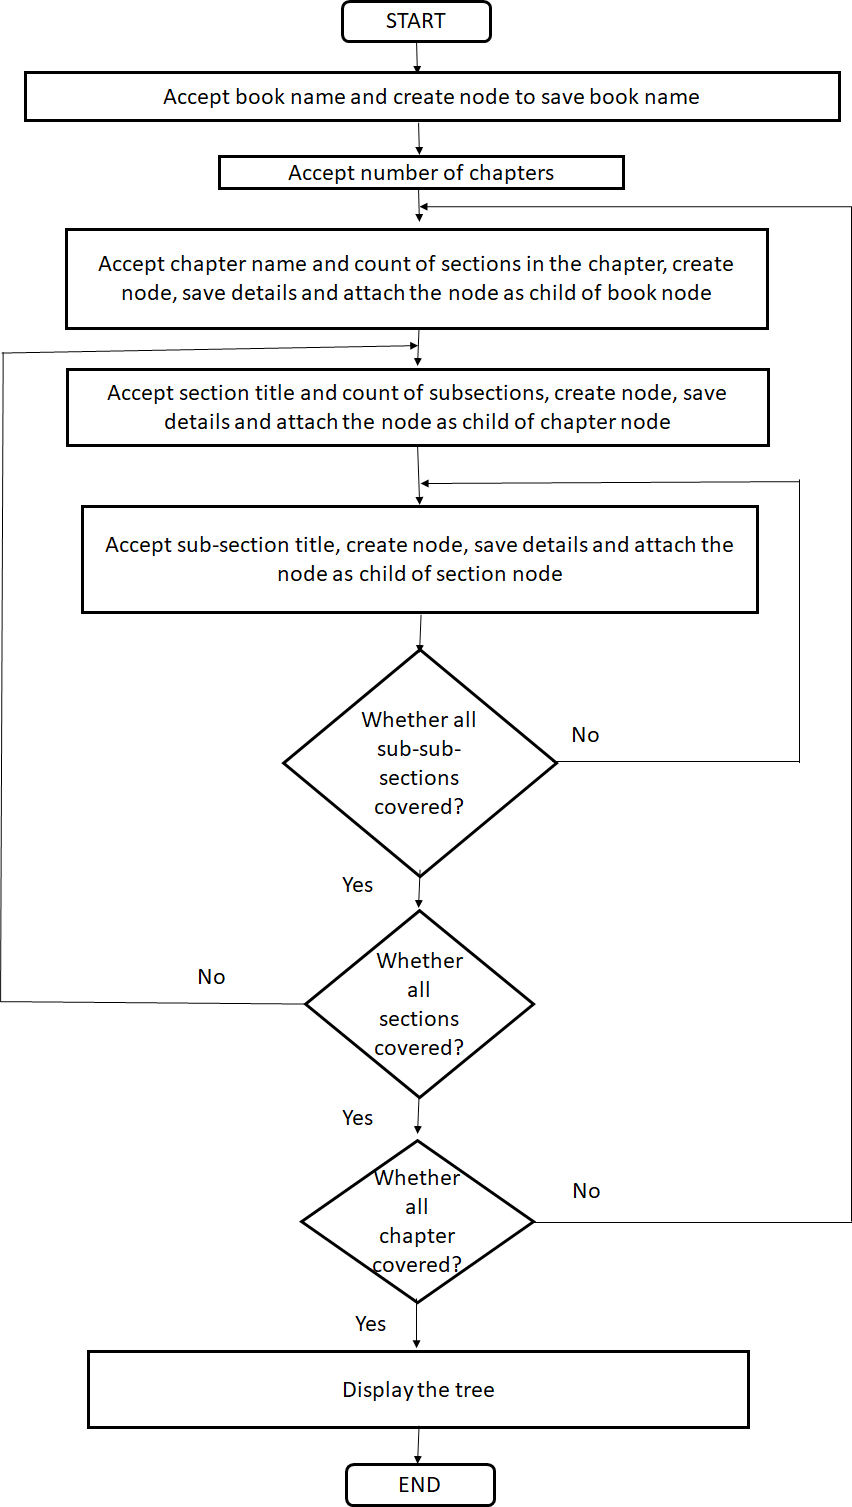 START
Accept book name and create node to save book name
Accept number of chapters
Accept chapter name and count of sections in the chapter, create
node, save details and attach the node as child of book node
Accept section title and count of subsections, create node, save
details and attach the node as child of chapter node
Accept sub-section title, create node, save details and attach the
node as child of section node
Whether all
sub-sub-
sections
covered?
No
Yes
Whether
all
sections
covered?
No
Yes
Whether
all
chapter
covered?
No
Yes
Display the tree
END